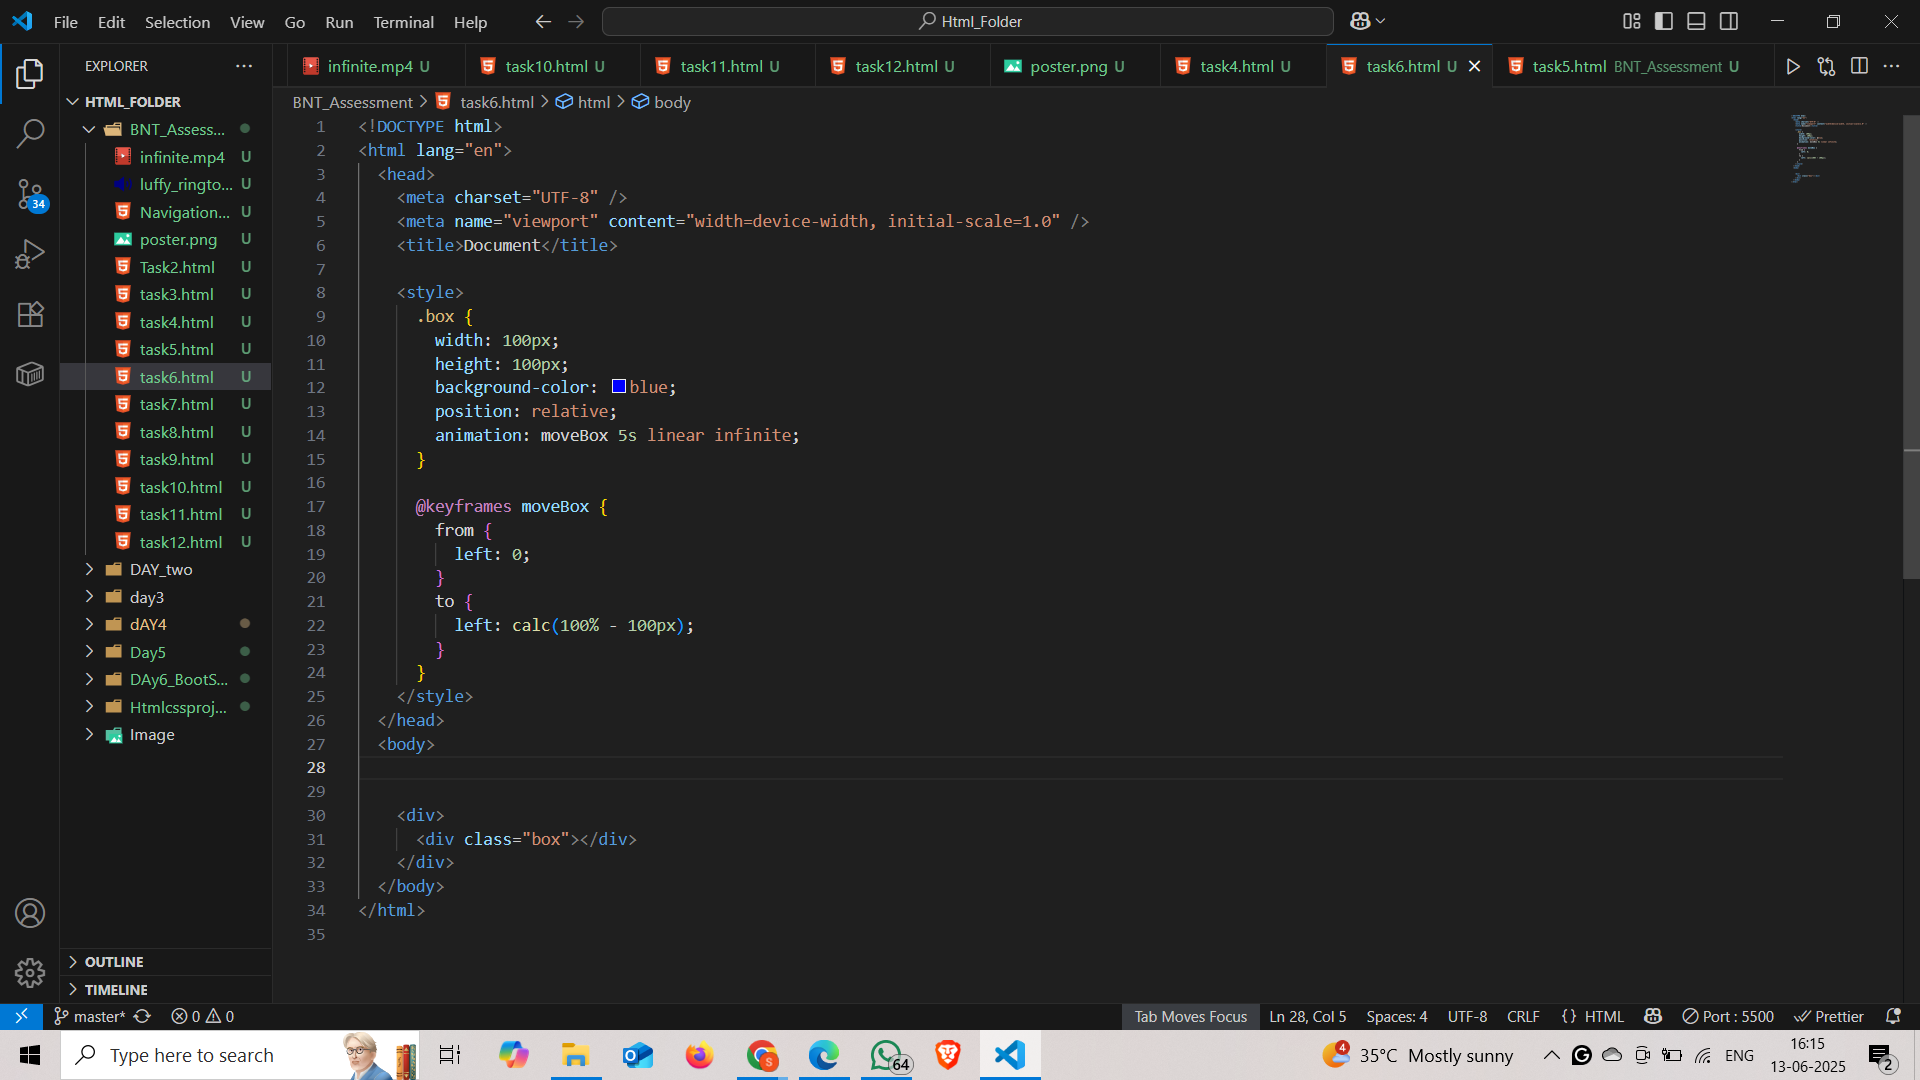 File Edit Selection View Go Run Terminal Help
Html_Folder
EXPLORER
infinite.mp4 U
task10.html U
task11.html U
task12.html U
poster.png U
task4.html U
task6.html U
task5.html BNT_Assessment U
HTML_FOLDER
BNT_Assess...
infinite.mp4 U
luffy_ringto... U
Navigation... U
poster.png U
Task2.html U
task3.html U
task4.html U
task5.html U
task6.html U
task7.html U
task8.html U
task9.html U
task10.html U
task11.html U
task12.html U
DAY_two
day3
dAY4
Day5
DAy6_BootS...
Htmlcssproj...
Image
OUTLINE
TIMELINE
34
BNT_Assessment > task6.html > html > body
1 <!DOCTYPE html>
2 <html lang="en">
3 <head>
4 <meta charset="UTF-8" />
5 <meta name="viewport" content="width=device-width, initial-scale=1.0" />
6 <title>Document</title>
7
8 <style>
9 .box {
10 width: 100px;
11 height: 100px;
12 background-color: blue;
13 position: relative;
14 animation: moveBox 5s linear infinite;
15 }
16
17 @keyframes moveBox {
18 from {
19 left: 0;
20 }
21 to {
22 left: calc(100% - 100px);
23 }
24 }
25 </style>
26 </head>
27 <body>
28
29
30 <div>
31 <div class="box"></div>
32 </div>
33 </body>
34 </html>
35
master* 0 0
Tab Moves Focus Ln 28, Col 5 Spaces: 4 UTF-8 CRLF {} HTML Port : 5500 Prettier
Type here to search
64
4 35°C Mostly sunny
ENG
16:15
13-06-2025
2